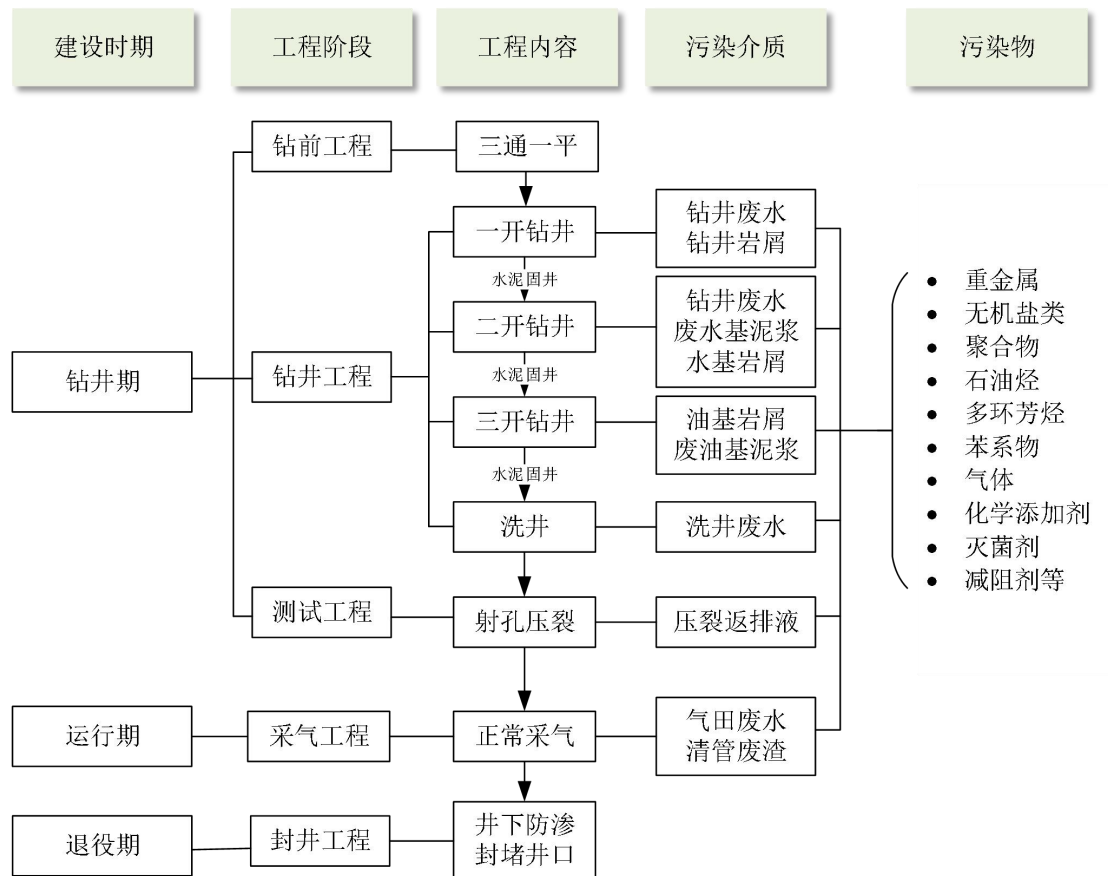 建设时期
工程阶段
工程内容
污染介质
污染物
钻前工程
三通一平
一开钻井
钻井废水
钻井岩屑
水泥固井
二开钻井
钻井废水
废水基泥浆
水基岩屑
钻井期
钻井工程
水泥固井
三开钻井
油基岩屑
废油基泥浆
水泥固井
洗井
洗井废水
测试工程
射孔压裂
压裂返排液
运行期
采气工程
正常采气
气田废水
清管废渣
退役期
封井工程
井下防渗
封堵井口
重金属
无机盐类
聚合物
石油烃
多环芳烃
苯系物
气体
化学添加剂
灭菌剂
减阻剂等